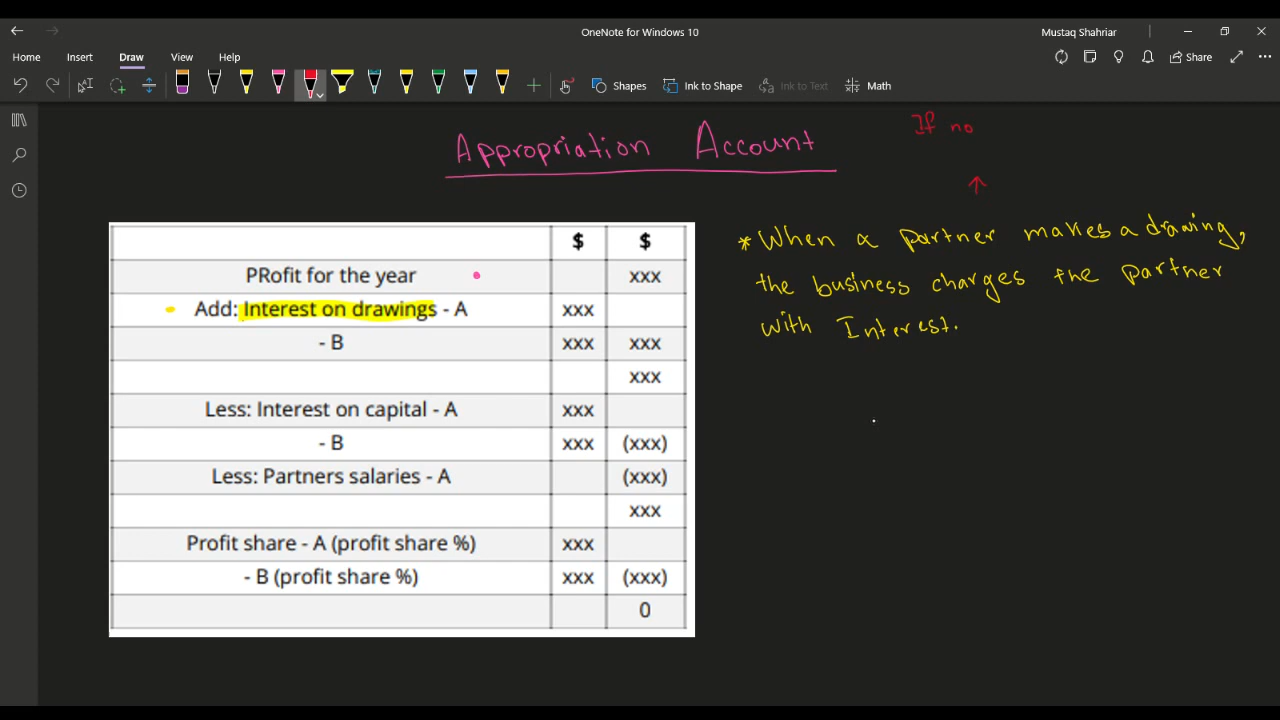 OneNote for Windows 10
Mustaq Shahriar
Home Insert Draw View Help
Share
Shapes Ink to Shape Ink to Text Math
Appropriation Account
If no
$ $
PRofit for the year xxx
Add: Interest on drawings - A xxx
- B xxx xxx
xxx
Less: Interest on capital - A xxx
- B xxx (xxx)
Less: Partners salaries - A (xxx)
xxx
Profit share - A (profit share %) xxx
- B (profit share %) xxx (xxx)
0
* When a partner makes a drawing,
the business charges the partner
with Interest.